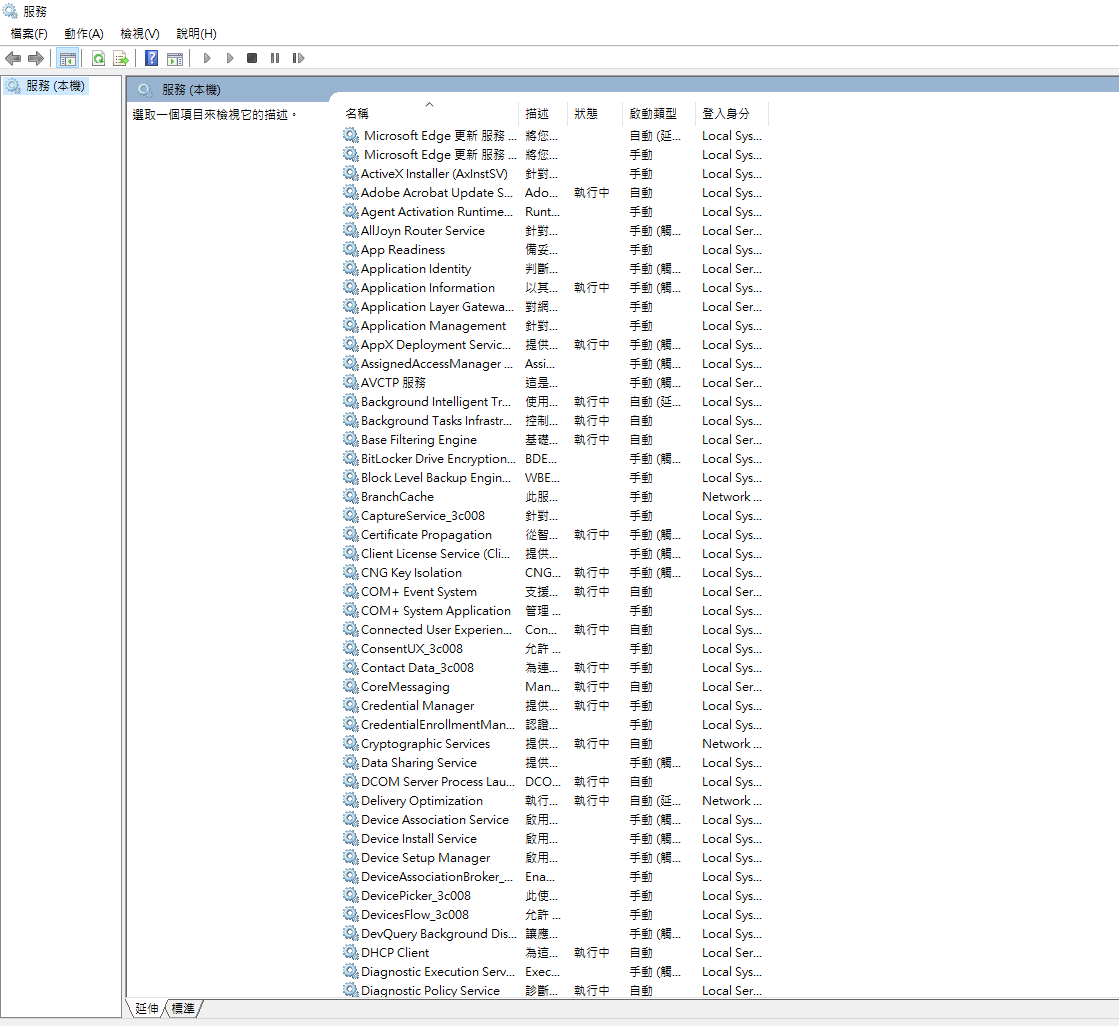 服務
檔案(F) 動作(A) 檢視(V) 說明(H)
服務 (本機)
服務 (本機)
選取一個項目來檢視它的描述。
名稱 描述 狀態 啟動類型 登入身分
Microsoft Edge 更新 服務 ... 將您... 自動 (延... Local Sys...
Microsoft Edge 更新 服務 ... 將您... 手動 Local Sys...
ActiveX Installer (AxInstSV) 針對... 手動 Local Sys...
Adobe Acrobat Update S... Ado... 執行中 自動 Local Sys...
Agent Activation Runtime... Runt... 手動 Local Sys...
AllJoyn Router Service 針對... 手動 (觸... Local Ser...
App Readiness 備妥... 手動 Local Sys...
Application Identity 判斷... 手動 (觸... Local Ser...
Application Information 以其... 執行中 手動 (觸... Local Sys...
Application Layer Gatewa... 對網... 手動 Local Ser...
Application Management 針對... 手動 Local Sys...
AppX Deployment Servic... 提供... 執行中 手動 (觸... Local Sys...
AssignedAccessManager ... Assi... 手動 (觸... Local Sys...
AVCTP 服務 這是... 手動 (觸... Local Ser...
Background Intelligent Tr... 使用... 執行中 自動 (延... Local Sys...
Background Tasks Infrastr... 控制... 執行中 自動 Local Sys...
Base Filtering Engine 基礎... 執行中 自動 Local Ser...
BitLocker Drive Encryption... BDE... 手動 (觸... Local Sys...
Block Level Backup Engin... WBE... 手動 Local Sys...
BranchCache 此服... 手動 Network ...
CaptureService_3c008 針對... 手動 Local Sys...
Certificate Propagation 從智... 執行中 手動 (觸... Local Sys...
Client License Service (Cli... 提供... 手動 (觸... Local Sys...
CNG Key Isolation CNG... 執行中 手動 (觸... Local Sys...
COM+ Event System 支援... 執行中 自動 Local Ser...
COM+ System Application 管理 ... 手動 Local Sys...
Connected User Experien... Con... 執行中 自動 Local Sys...
ConsentUX_3c008 允許 ... 手動 Local Sys...
Contact Data_3c008 為連... 執行中 手動 Local Sys...
CoreMessaging Man... 執行中 自動 Local Ser...
Credential Manager 提供... 執行中 手動 Local Sys...
CredentialEnrollmentMan... 認證... 手動 Local Sys...
Cryptographic Services 提供... 執行中 自動 Network ...
Data Sharing Service 提供... 手動 (觸... Local Sys...
DCOM Server Process Lau... DCO... 執行中 自動 Local Sys...
Delivery Optimization 執行... 執行中 自動 (延... Network ...
Device Association Service 啟用... 手動 (觸... Local Sys...
Device Install Service 啟用... 手動 (觸... Local Sys...
Device Setup Manager 啟用... 手動 (觸... Local Sys...
DeviceAssociationBroker_... Ena... 手動 Local Sys...
DevicePicker_3c008 此使... 手動 Local Sys...
DevicesFlow_3c008 允許 ... 手動 Local Sys...
DevQuery Background Dis... 讓應... 手動 (觸... Local Sys...
DHCP Client 為這... 執行中 自動 Local Ser...
Diagnostic Execution Serv... Exec... 手動 (觸... Local Sys...
Diagnostic Policy Service 診斷... 執行中 自動 Local Ser...
延伸 標準